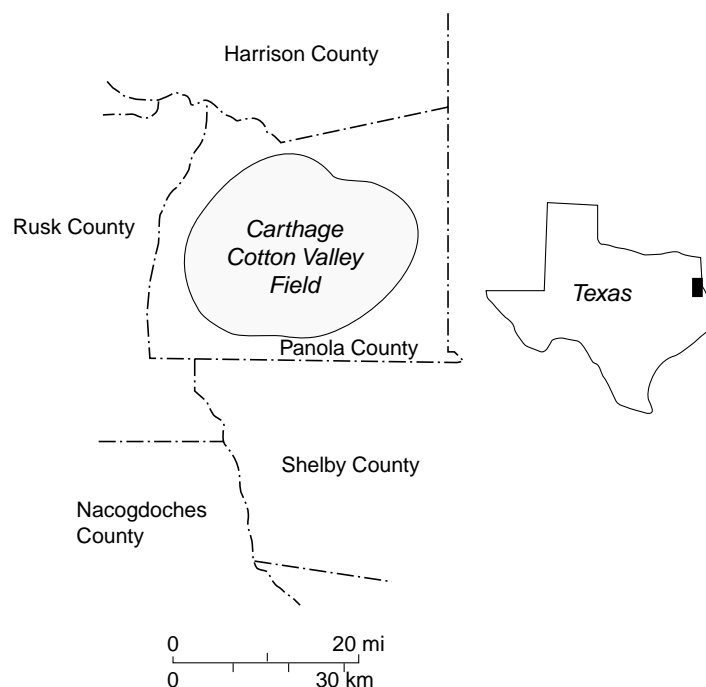 Harrison County
Rusk County
Carthage
Cotton Valley
Field
Texas
Panola County
Shelby County
Nacogdoches
County
0 20 mi
0 30 km